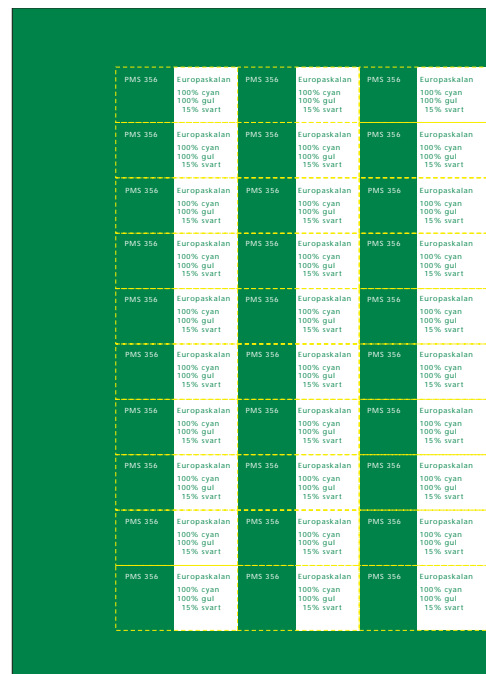 PMS 356 Europaskalan PMS 356 Europaskalan PMS 356 Europaskalan
100% cyan 100% cyan 100% cyan
100% gul 100% gul 100% gul
15% svart 15% svart 15% svart
PMS 356 Europaskalan PMS 356 Europaskalan PMS 356 Europaskalan
100% cyan 100% cyan 100% cyan
100% gul 100% gul 100% gul
15% svart 15% svart 15% svart
PMS 356 Europaskalan PMS 356 Europaskalan PMS 356 Europaskalan
100% cyan 100% cyan 100% cyan
100% gul 100% gul 100% gul
15% svart 15% svart 15% svart
PMS 356 Europaskalan PMS 356 Europaskalan PMS 356 Europaskalan
100% cyan 100% cyan 100% cyan
100% gul 100% gul 100% gul
15% svart 15% svart 15% svart
PMS 356 Europaskalan PMS 356 Europaskalan PMS 356 Europaskalan
100% cyan 100% cyan 100% cyan
100% gul 100% gul 100% gul
15% svart 15% svart 15% svart
PMS 356 Europaskalan PMS 356 Europaskalan PMS 356 Europaskalan
100% cyan 100% cyan 100% cyan
100% gul 100% gul 100% gul
15% svart 15% svart 15% svart
PMS 356 Europaskalan PMS 356 Europaskalan PMS 356 Europaskalan
100% cyan 100% cyan 100% cyan
100% gul 100% gul 100% gul
15% svart 15% svart 15% svart
PMS 356 Europaskalan PMS 356 Europaskalan PMS 356 Europaskalan
100% cyan 100% cyan 100% cyan
100% gul 100% gul 100% gul
15% svart 15% svart 15% svart
PMS 356 Europaskalan PMS 356 Europaskalan PMS 356 Europaskalan
100% cyan 100% cyan 100% cyan
100% gul 100% gul 100% gul
15% svart 15% svart 15% svart
PMS 356 Europaskalan PMS 356 Europaskalan PMS 356 Europaskalan
100% cyan 100% cyan 100% cyan
100% gul 100% gul 100% gul
15% svart 15% svart 15% svart